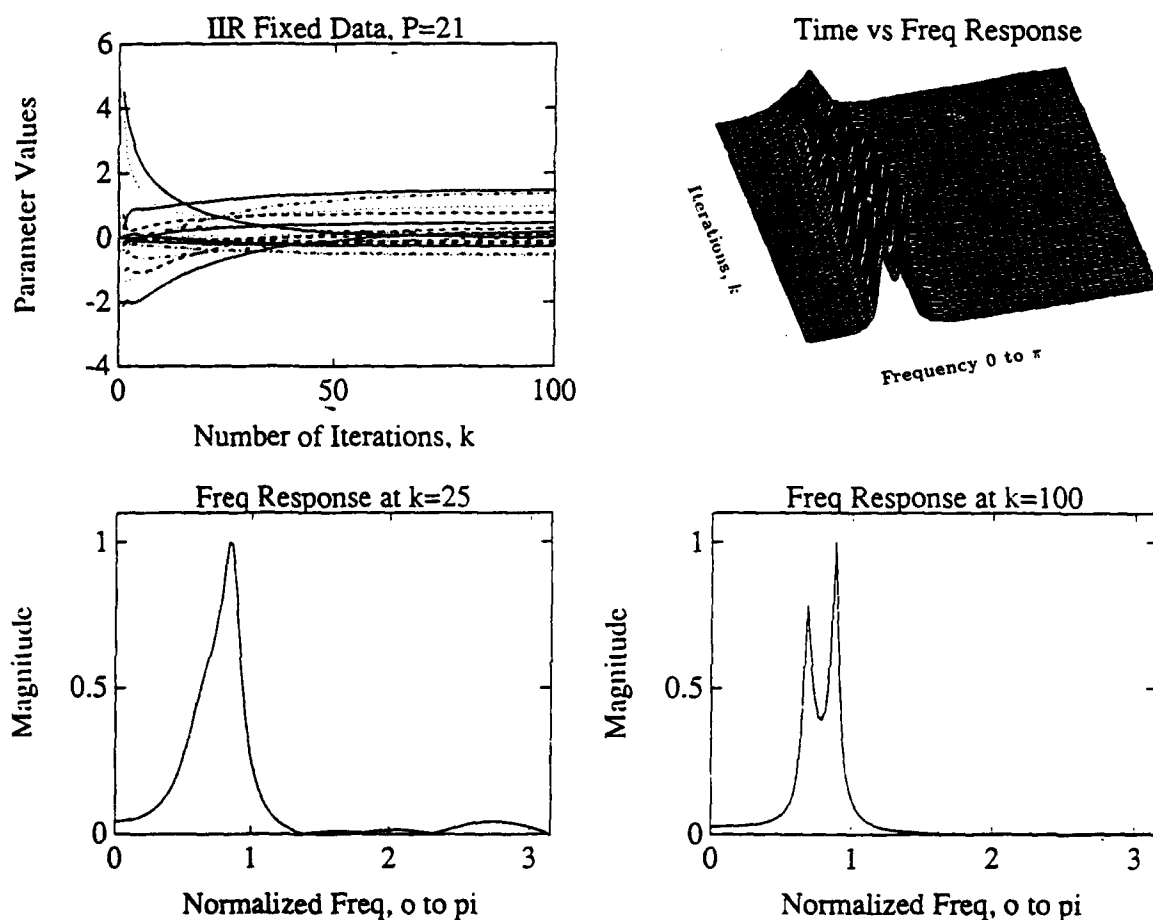 IIR Fixed Data, P=21
6
4
2
0
-2
-4
0
50
100
Parameter Values
Number of Iterations, k
Time vs Freq Response
Iterations, k
Frequency 0 to π
Freq Response at k=25
1
0.5
0
0
1
2
3
Magnitude
Normalized Freq, o to pi
Freq Response at k=100
1
0.5
0
0
1
2
3
Magnitude
Normalized Freq, o to pi